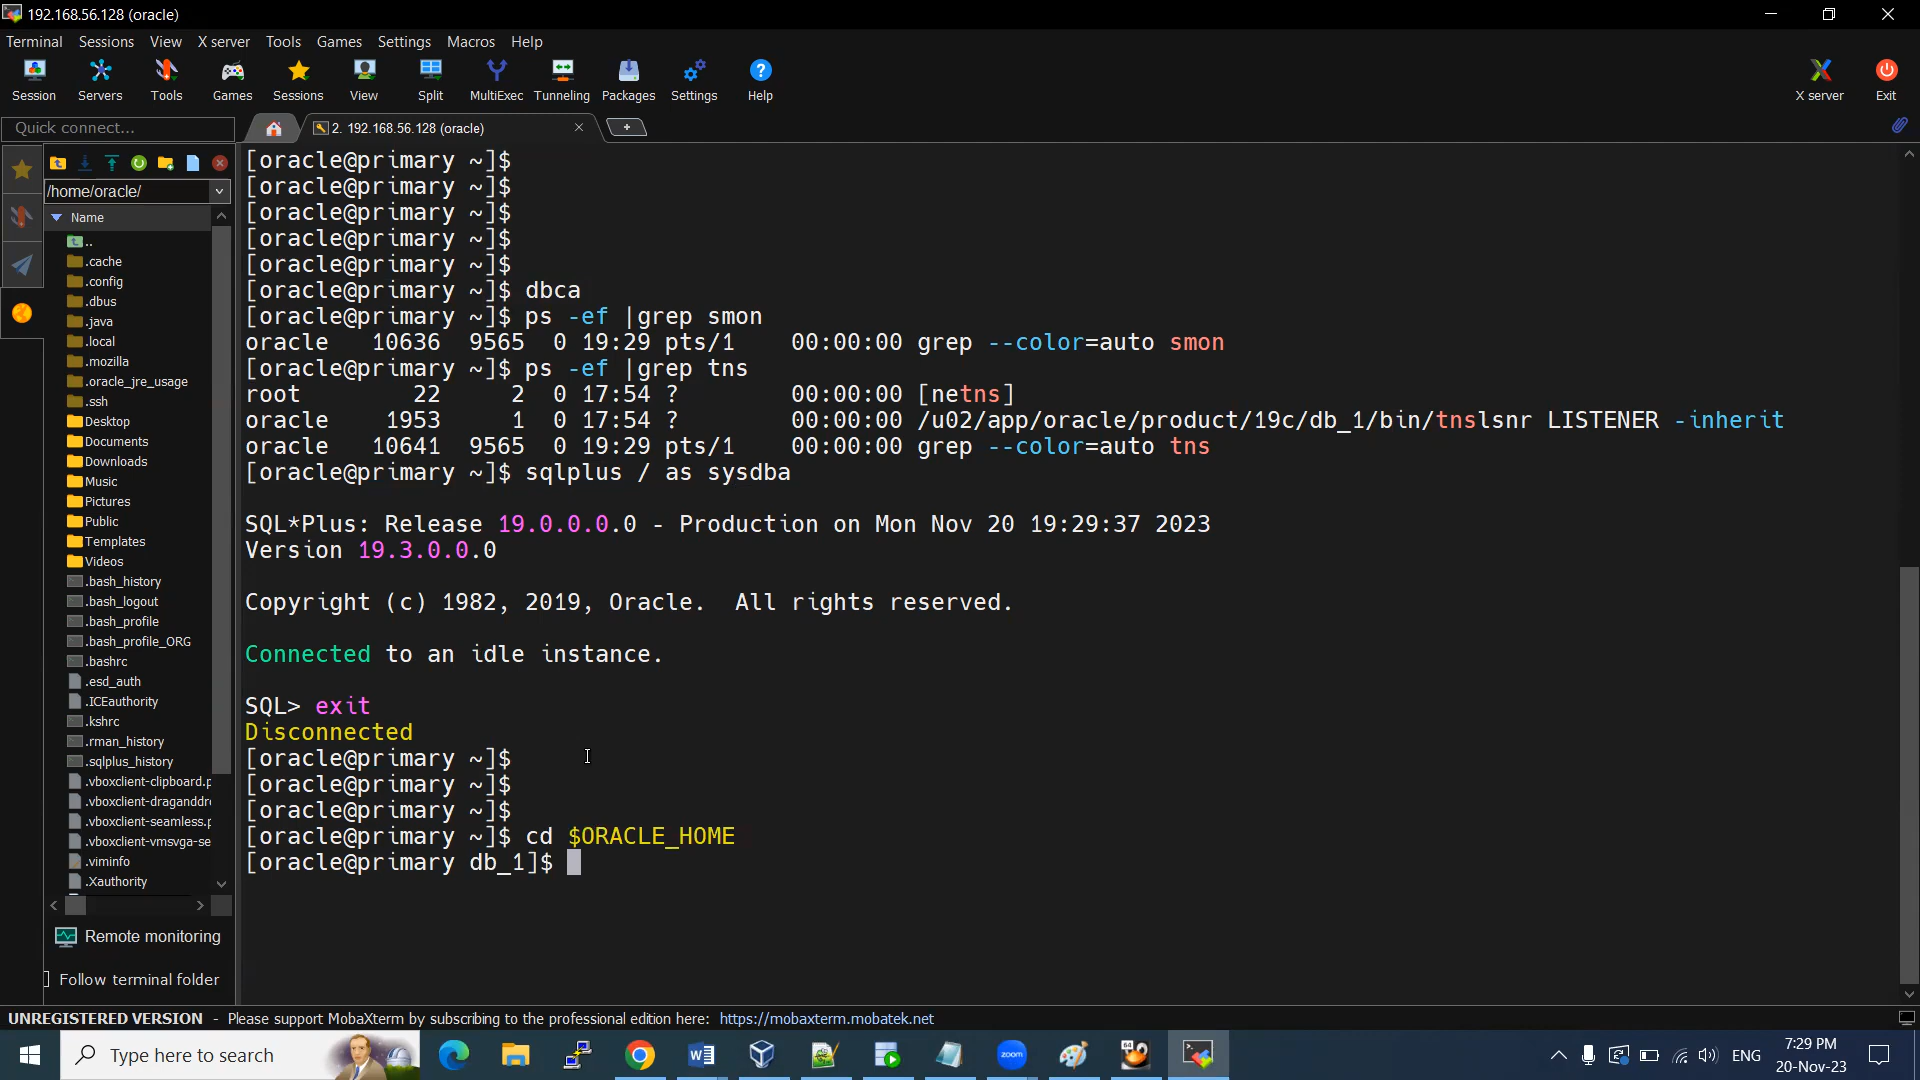 192.168.56.128 (oracle)
Terminal Sessions View X server Tools Games Settings Macros Help
Session Servers Tools Games Sessions View Split MultiExec Tunneling Packages Settings Help X server Exit
Quick connect...
2. 192.168.56.128 (oracle)
/home/oracle/
Name
..
.cache
.config
.dbus
.java
.local
.mozilla
.oracle_jre_usage
.ssh
Desktop
Documents
Downloads
Music
Pictures
Public
Templates
Videos
.bash_history
.bash_logout
.bash_profile
.bash_profile_ORG
.bashrc
.esd_auth
.ICEauthority
.kshrc
.rman_history
.sqlplus_history
.vboxclient-clipboard.p
.vboxclient-draganddr
.vboxclient-seamless.p
.vboxclient-vmsvga-se
.viminfo
.Xauthority
Remote monitoring
Follow terminal folder
[oracle@primary ~]$
[oracle@primary ~]$
[oracle@primary ~]$
[oracle@primary ~]$
[oracle@primary ~]$
[oracle@primary ~]$ dbca
[oracle@primary ~]$ ps -ef |grep smon
oracle   10636  9565  0 19:29 pts/1    00:00:00 grep --color=auto smon
[oracle@primary ~]$ ps -ef |grep tns
root        22     2  0 17:54 ?        00:00:00 [netns]
oracle    1953     1  0 17:54 ?        00:00:00 /u02/app/oracle/product/19c/db_1/bin/tnslsnr LISTENER -inherit
oracle   10641  9565  0 19:29 pts/1    00:00:00 grep --color=auto tns
[oracle@primary ~]$ sqlplus / as sysdba
SQL*Plus: Release 19.0.0.0.0 - Production on Mon Nov 20 19:29:37 2023
Version 19.3.0.0.0
Copyright (c) 1982, 2019, Oracle.  All rights reserved.
Connected to an idle instance.
SQL> exit
Disconnected
[oracle@primary ~]$
[oracle@primary ~]$
[oracle@primary ~]$
[oracle@primary ~]$ cd $ORACLE_HOME
[oracle@primary db_1]$
UNREGISTERED VERSION - Please support MobaXterm by subscribing to the professional edition here: https://mobaxterm.mobatek.net
Type here to search
zoom
64
ENG
7:29 PM
20-Nov-23